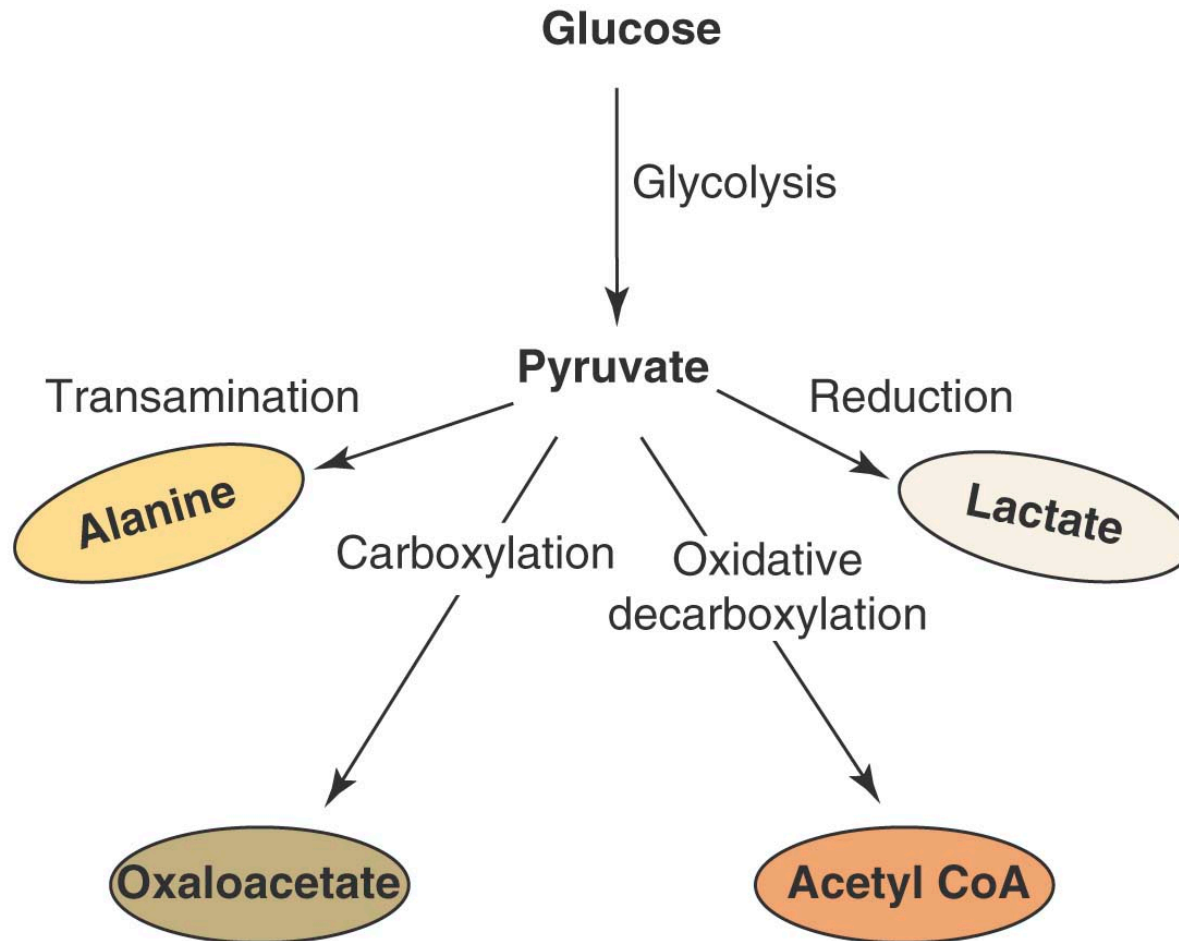 Glucose
Glycolysis
Pyruvate
Transamination
Reduction
Alanine
Lactate
Carboxylation
Oxidative
decarboxylation
Oxaloacetate
Acetyl CoA